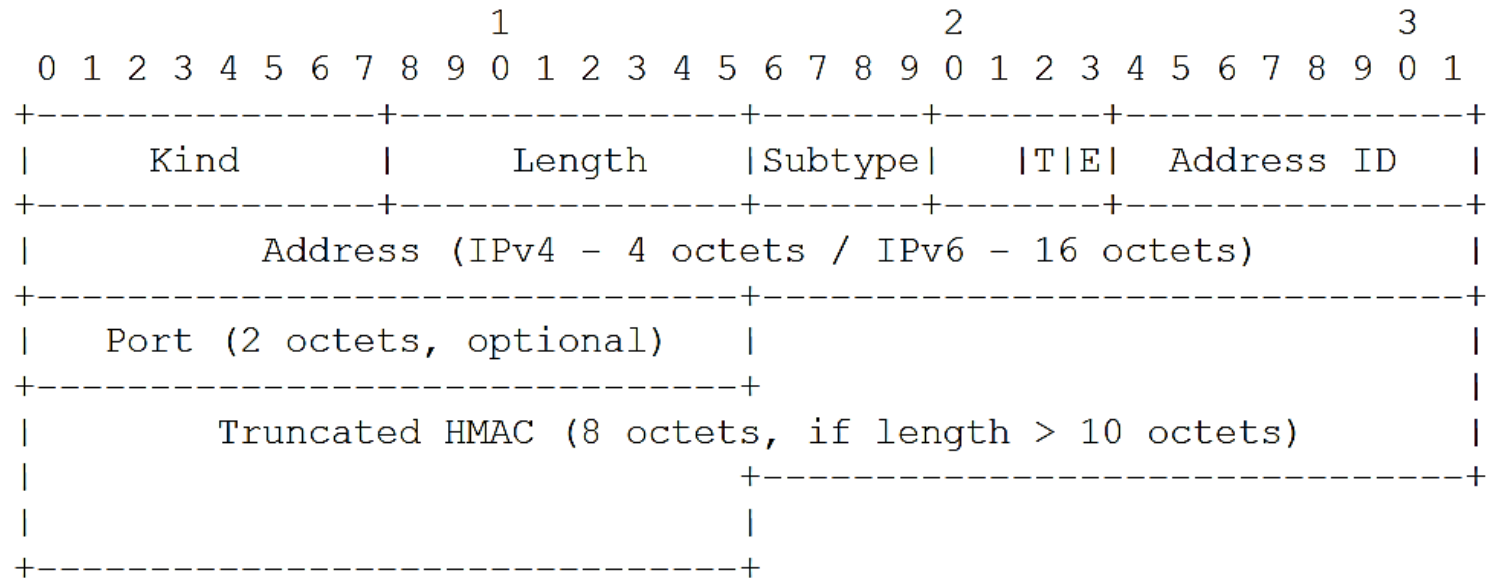 1                   2                   3
 0 1 2 3 4 5 6 7 8 9 0 1 2 3 4 5 6 7 8 9 0 1 2 3 4 5 6 7 8 9 0 1
+---------------+---------------+-------+-------+---------------+
|     Kind      |     Length    |Subtype|   |T|E|  Address ID   |
+---------------+---------------+-------+-------+---------------+
|          Address (IPv4 - 4 octets / IPv6 - 16 octets)         |
+-------------------------------+-------------------------------+
|   Port (2 octets, optional)   |                               |
+-------------------------------+                               |
|        Truncated HMAC (8 octets, if length > 10 octets)       |
|                               +-------------------------------+
|                               |
+-------------------------------+